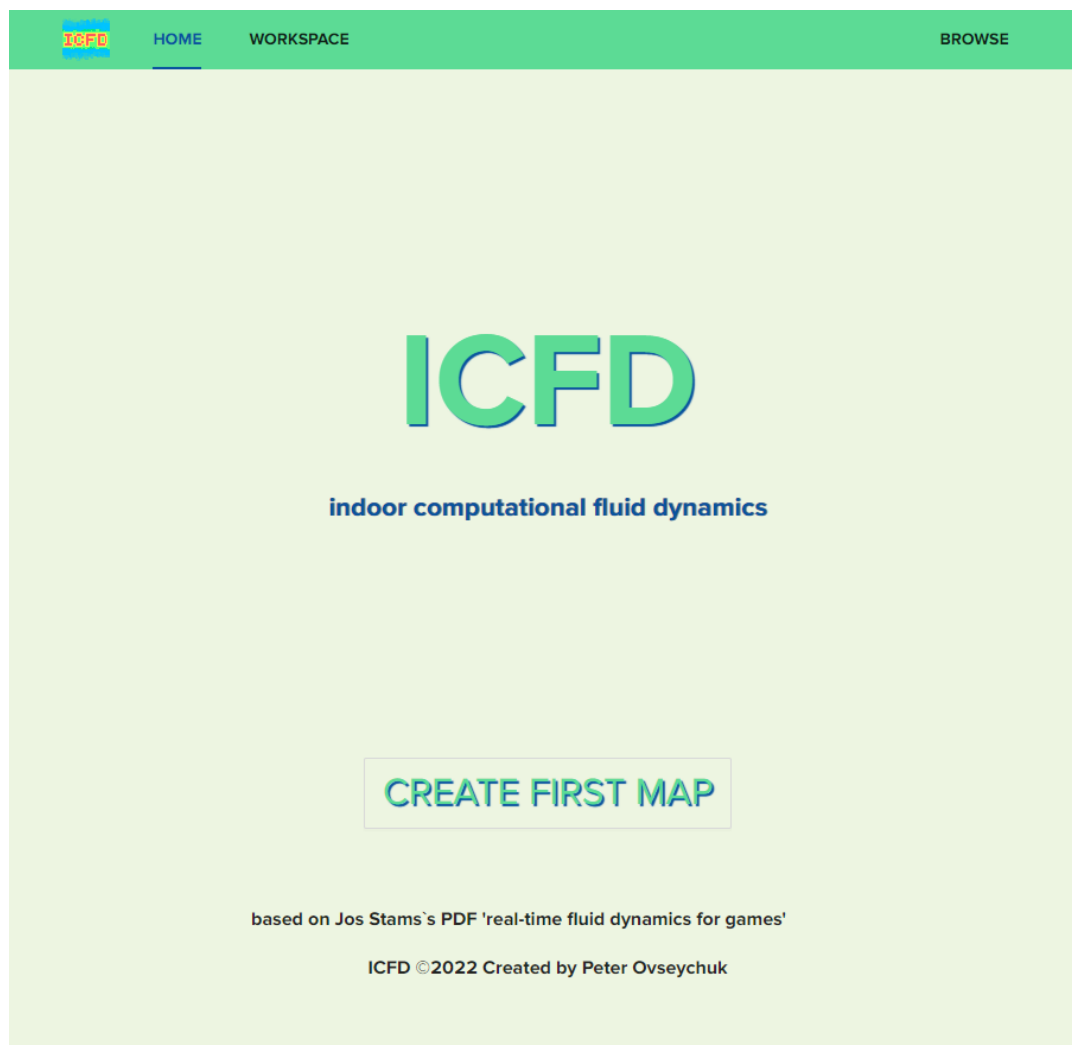 ICFD HOME WORKSPACE BROWSE
ICFD
indoor computational fluid dynamics
CREATE FIRST MAP
based on Jos Stams`s PDF 'real-time fluid dynamics for games'
ICFD ©2022 Created by Peter Ovseychuk